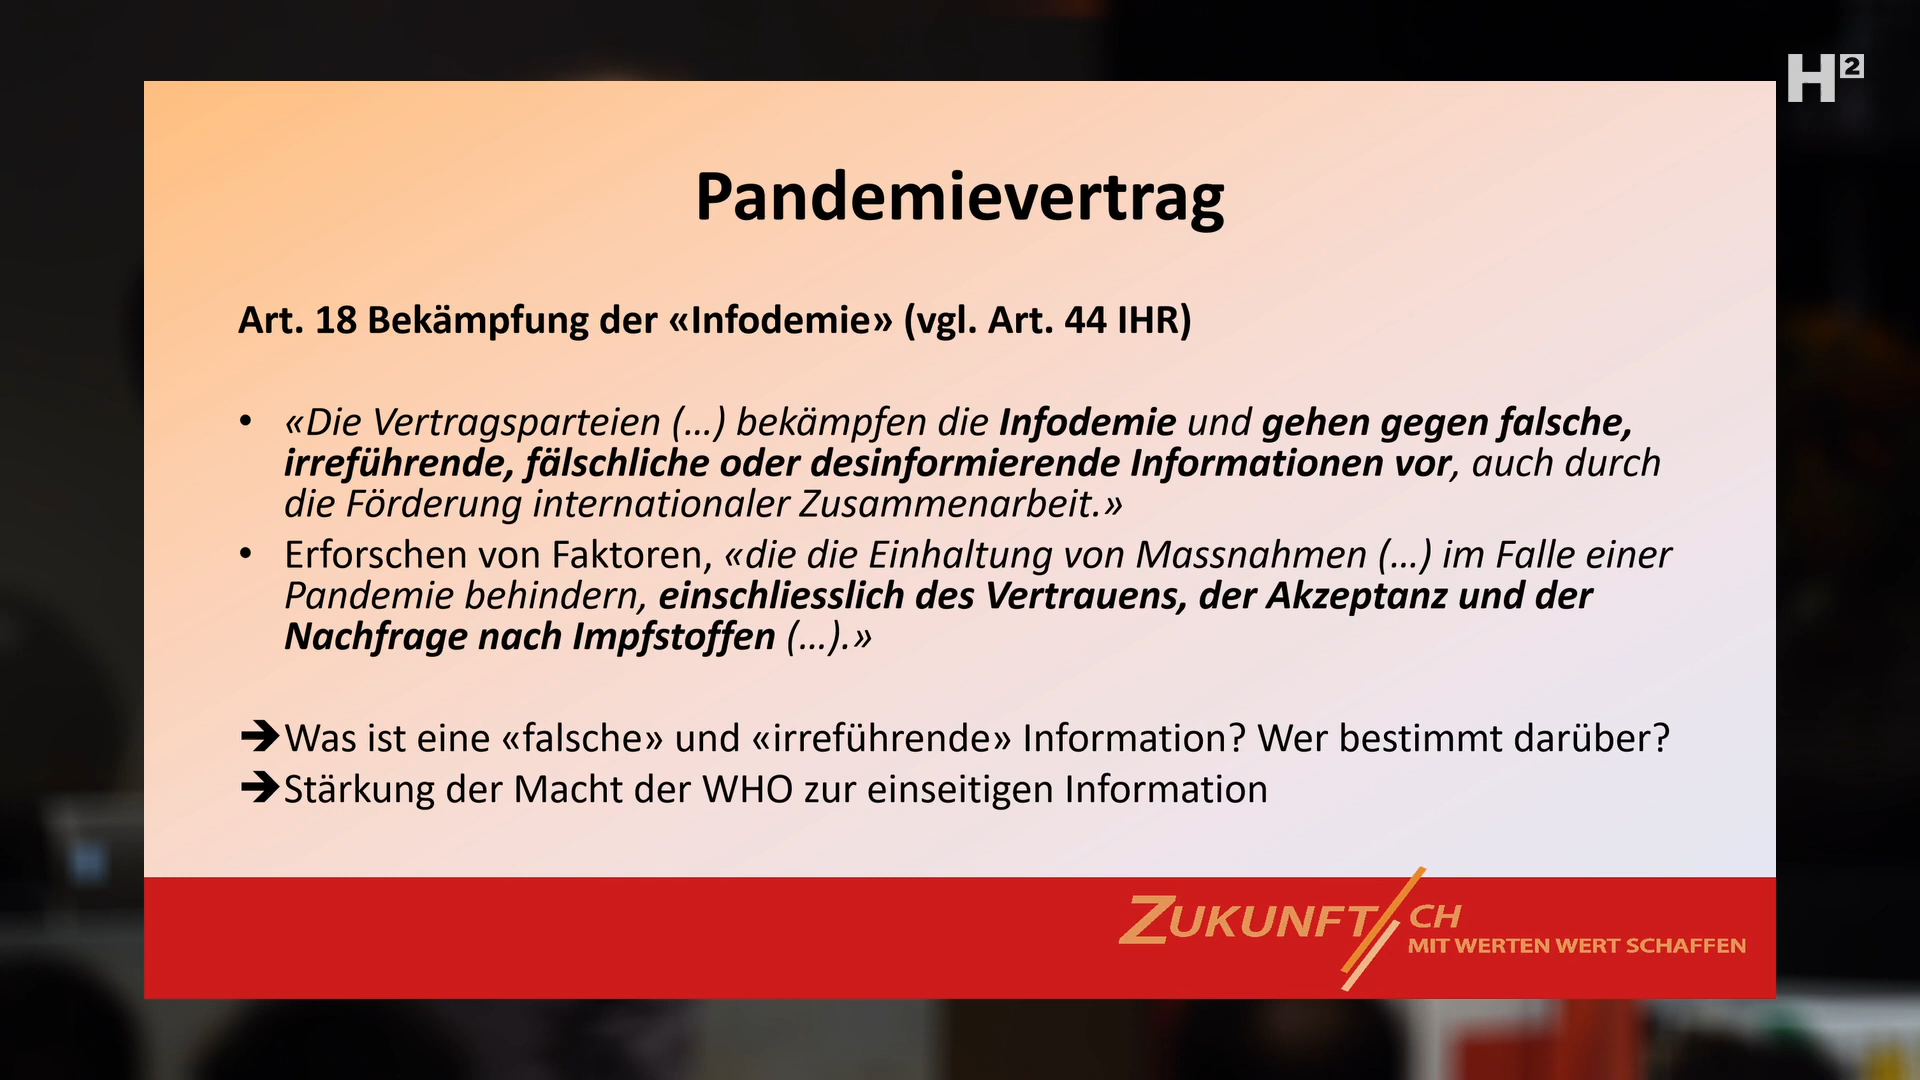 H²
Pandemievertrag
Art. 18 Bekämpfung der «Infodemie» (vgl. Art. 44 IHR)
• «Die Vertragsparteien (…) bekämpfen die Infodemie und gehen gegen falsche,
irreführende, fälschliche oder desinformierende Informationen vor, auch durch
die Förderung internationaler Zusammenarbeit.»
• Erforschen von Faktoren, «die die Einhaltung von Massnahmen (…) im Falle einer
Pandemie behindern, einschliesslich des Vertrauens, der Akzeptanz und der
Nachfrage nach Impfstoffen (…).»
➔Was ist eine «falsche» und «irreführende» Information? Wer bestimmt darüber?
➔Stärkung der Macht der WHO zur einseitigen Information
ZUKUNFT CH
MIT WERTEN WERT SCHAFFEN